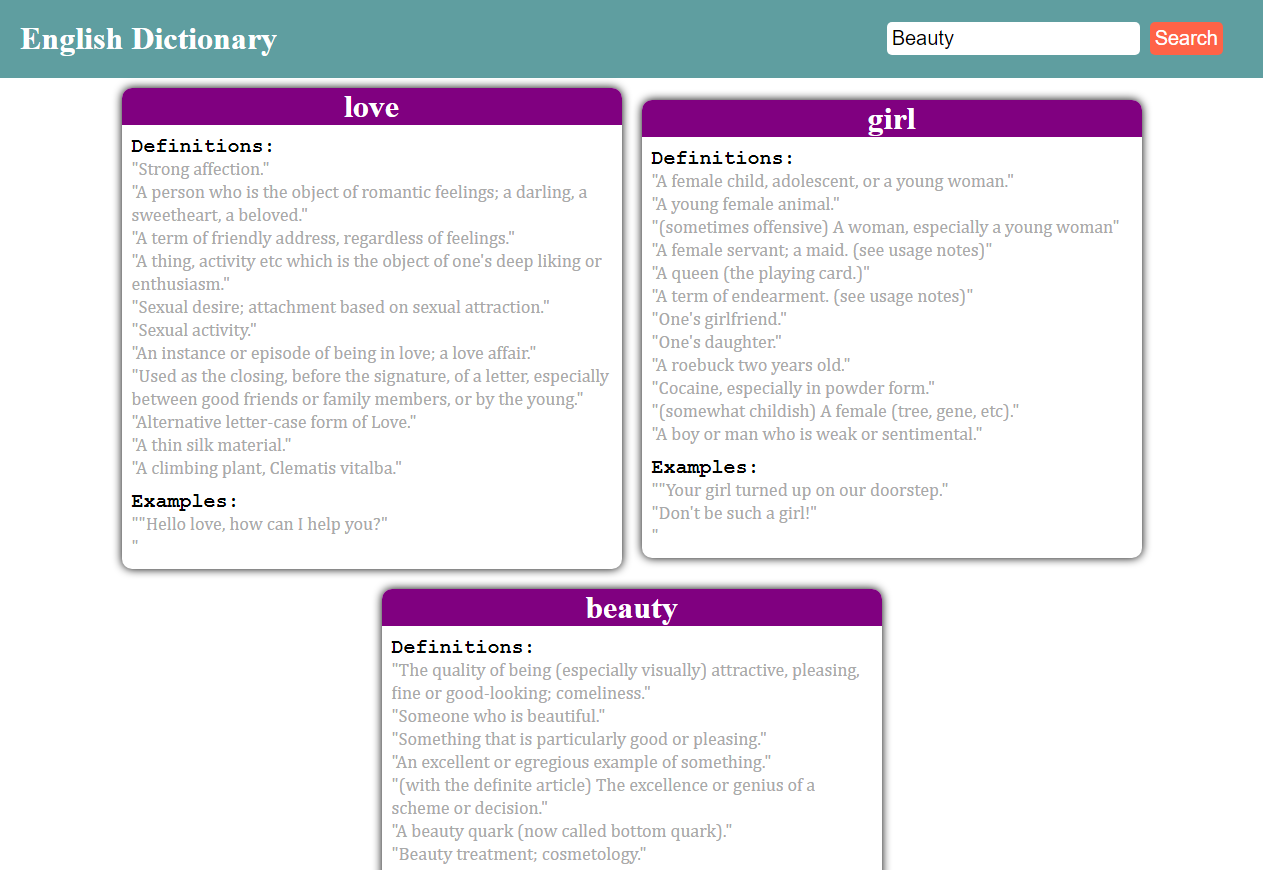 English Dictionary
Beauty
Search
love
Definitions:
"Strong affection."
"A person who is the object of romantic feelings; a darling, a
sweetheart, a beloved."
"A term of friendly address, regardless of feelings."
"A thing, activity etc which is the object of one's deep liking or
enthusiasm."
"Sexual desire; attachment based on sexual attraction."
"Sexual activity."
"An instance or episode of being in love; a love affair."
"Used as the closing, before the signature, of a letter, especially
between good friends or family members, or by the young."
"Alternative letter-case form of Love."
"A thin silk material."
"A climbing plant, Clematis vitalba."
Examples:
""Hello love, how can I help you?"
"
girl
Definitions:
"A female child, adolescent, or a young woman."
"A young female animal."
"(sometimes offensive) A woman, especially a young woman"
"A female servant; a maid. (see usage notes)"
"A queen (the playing card.)"
"A term of endearment. (see usage notes)"
"One's girlfriend."
"One's daughter."
"A roebuck two years old."
"Cocaine, especially in powder form."
"(somewhat childish) A female (tree, gene, etc)."
"A boy or man who is weak or sentimental."
Examples:
""Your girl turned up on our doorstep."
"Don't be such a girl!"
"
beauty
Definitions:
"The quality of being (especially visually) attractive, pleasing,
fine or good-looking; comeliness."
"Someone who is beautiful."
"Something that is particularly good or pleasing."
"An excellent or egregious example of something."
"(with the definite article) The excellence or genius of a
scheme or decision."
"A beauty quark (now called bottom quark)."
"Beauty treatment; cosmetology."